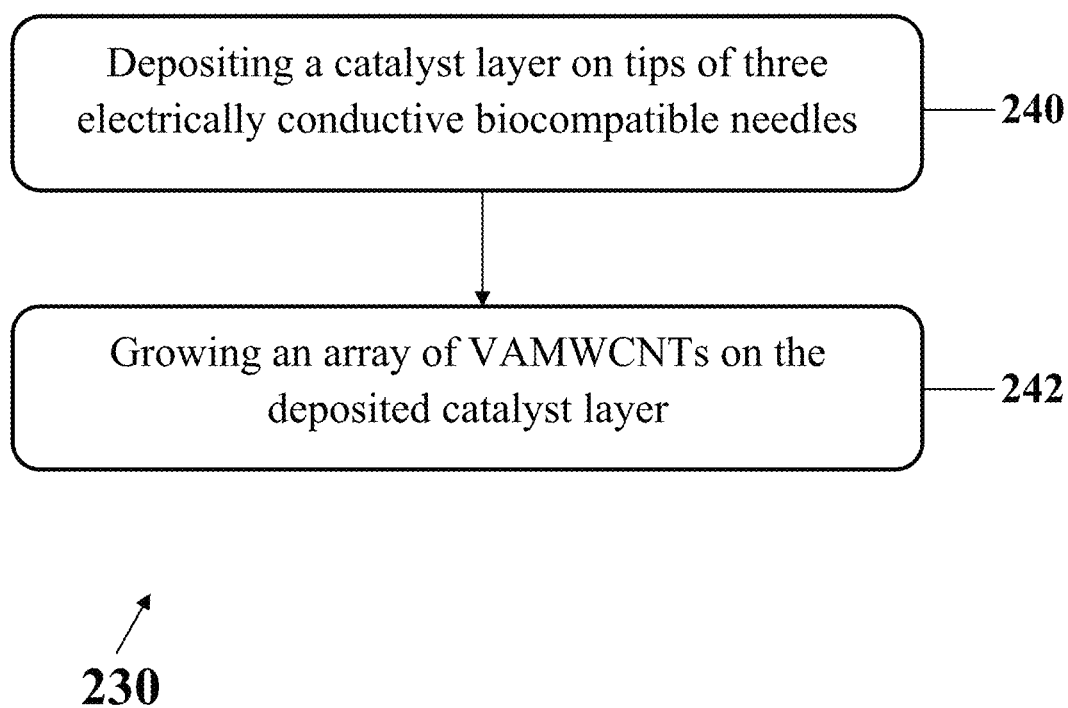 Depositing a catalyst layer on tips of three
electrically conductive biocompatible needles
240
Growing an array of VAMWCNTs on the
deposited catalyst layer
242
230